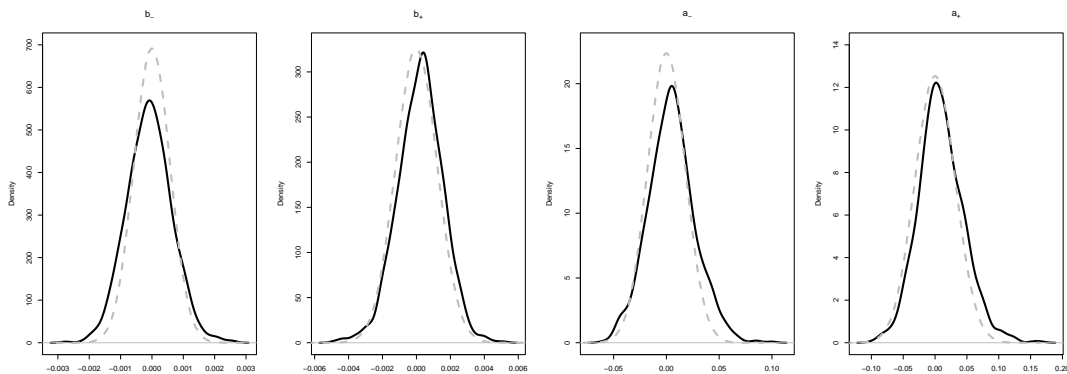 b₋
Density
0 100 200 300 400 500 600 700
−0.003 −0.002 −0.001 0.000 0.001 0.002 0.003
b₊
Density
0 50 100 150 200 250 300
−0.006 −0.004 −0.002 0.000 0.002 0.004 0.006
a₋
Density
0 5 10 15 20
−0.05 0.00 0.05 0.10
a₊
Density
0 2 4 6 8 10 12 14
−0.10 −0.05 0.00 0.05 0.10 0.15 0.20